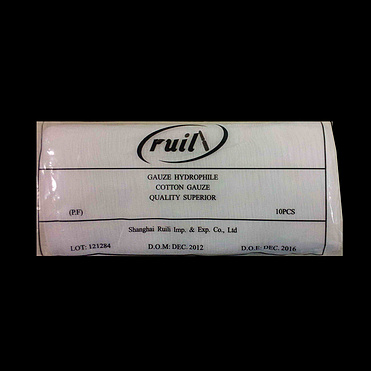 ruili
GAUZE HYDROPHILE
COTTON GAUZE
QUALITY SUPERIOR
(P.F) 10PCS
Shanghai Ruili Imp. & Exp. Co., Ltd
LOT: 121284 D.O.M: DEC. 2012 D.O.E: DEC. 2016